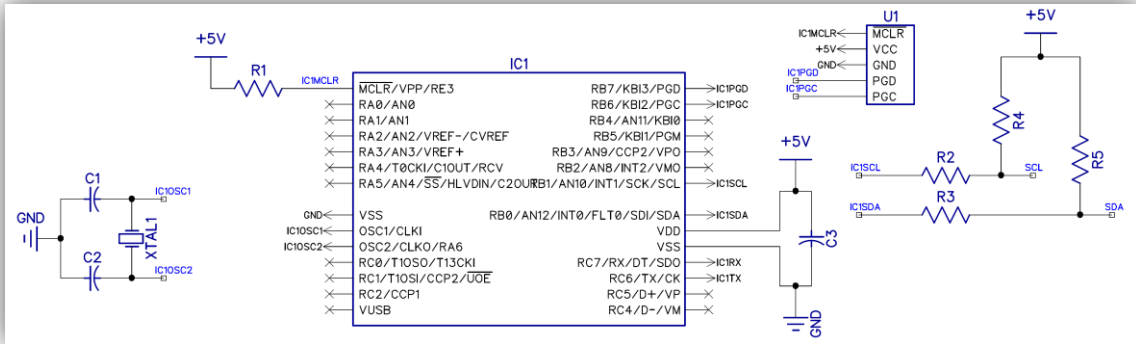 +5V
R1
IC1MCLR
IC1
MCLR/VPP/RE3
RA0/AN0
RA1/AN1
RA2/AN2/VREF-/CVREF
RA3/AN3/VREF+
RA4/T0CKI/C1OUT/RCV
RA5/AN4/SS/HLVDIN/C2OUT
GND
VSS
IC1OSC1
OSC1/CLKI
IC1OSC2
OSC2/CLKO/RA6
RC0/T1OSO/T13CKI
RC1/T1OSI/CCP2/UOE
RC2/CCP1
VUSB
RB7/KBI3/PGD
IC1PGD
RB6/KBI2/PGC
IC1PGC
RB4/AN11/KBI0
RB5/KBI1/PGM
RB3/AN9/CCP2/VPO
RB2/AN8/INT2/VMO
RB1/AN10/INT1/SCK/SCL
IC1SCL
RB0/AN12/INT0/FLT0/SDI/SDA
IC1SDA
VDD
VSS
RC7/RX/DT/SDO
IC1RX
RC6/TX/CK
IC1TX
RC5/D+/VP
RC4/D-/VM
C1
IC1OSC1
GND
XTAL1
C2
IC1OSC2
+5V
C3
GND
U1
IC1MCLR
MCLR
+5V
VCC
GND
GND
IC1PGD
PGD
IC1PGC
PGC
+5V
R4
R5
IC1SCL
R2
SCL
IC1SDA
R3
SDA